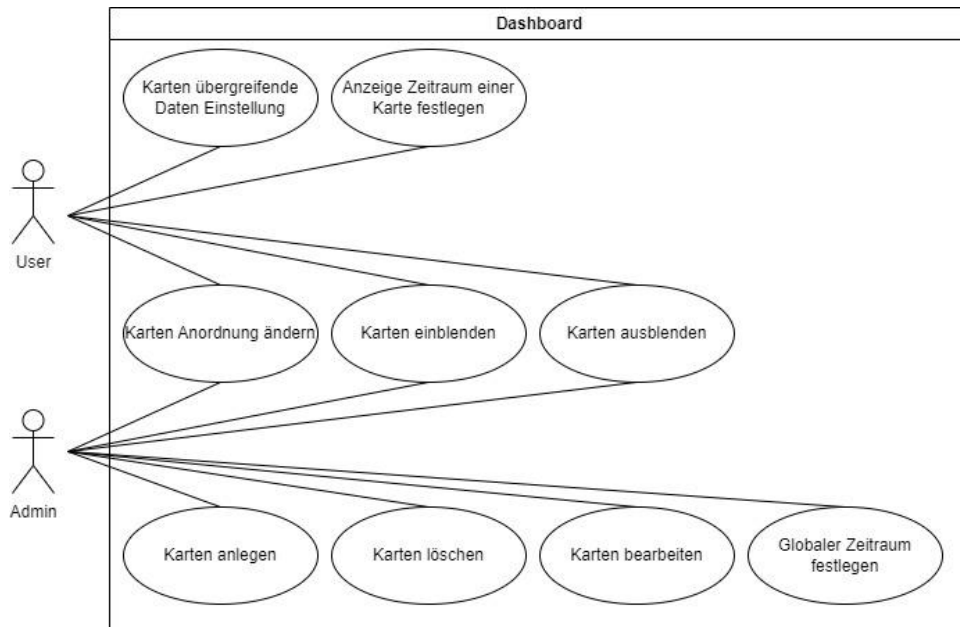 Dashboard
Karten übergreifende
Daten Einstellung
Anzeige Zeitraum einer
Karte festlegen
User
Karten Anordnung ändern
Karten einblenden
Karten ausblenden
Admin
Karten anlegen
Karten löschen
Karten bearbeiten
Globaler Zeitraum
festlegen